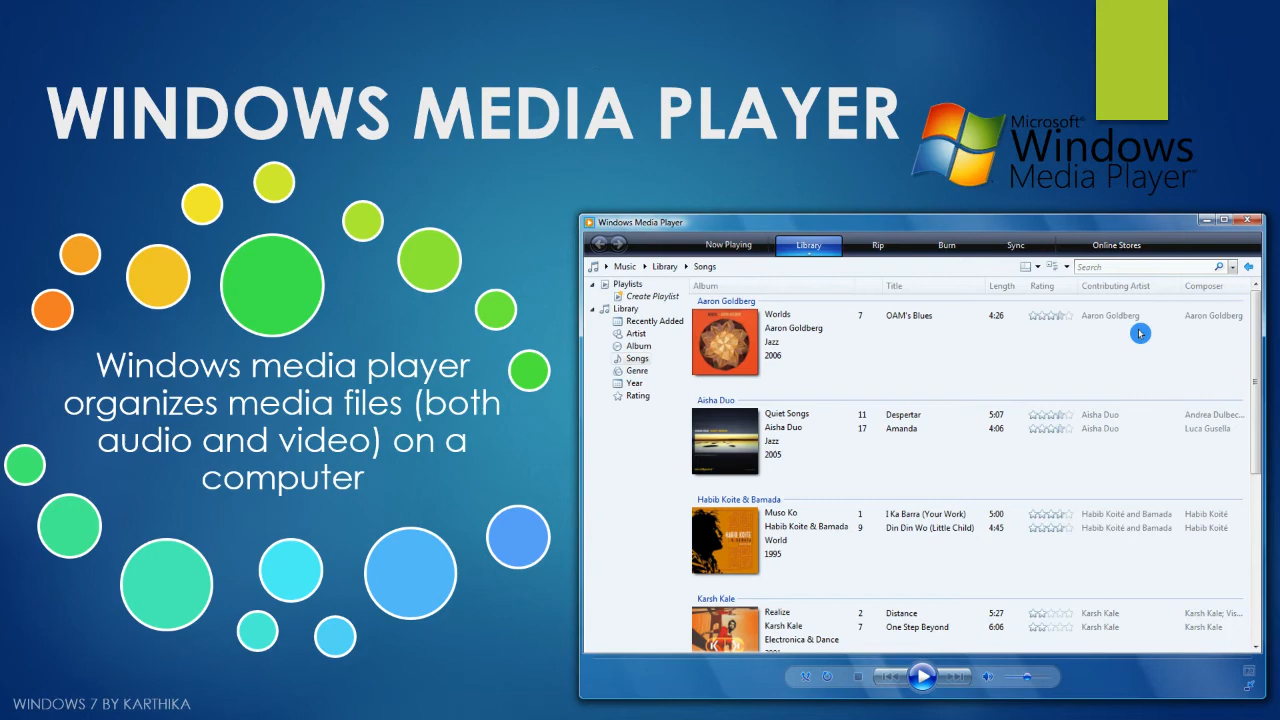 WINDOWS MEDIA PLAYER
Microsoft®
Windows
Media Player™
Windows media player
organizes media files (both
audio and video) on a
computer
Windows Media Player
Now Playing Library Rip Burn Sync Online Stores
Music Library Songs Search
Playlists
Create Playlist
Library
Recently Added
Artist
Album
Songs
Genre
Year
Rating
Album Title Length Rating Contributing Artist Composer
Aaron Goldberg
Worlds 7 OAM's Blues 4:26 Aaron Goldberg Aaron Goldberg
Aaron Goldberg
Jazz
2006
Aisha Duo
Quiet Songs 11 Despertar 5:07 Aisha Duo Andrea Dulbec...
Aisha Duo 17 Amanda 4:06 Aisha Duo Luca Gusella
Jazz
2005
Habib Koite & Bamada
Muso Ko 1 I Ka Barra (Your Work) 5:00 Habib Koité and Bamada Habib Koité
Habib Koite & Bamada 9 Din Din Wo (Little Child) 4:45 Habib Koité and Bamada Habib Koité
World
1995
Karsh Kale
Realize 2 Distance 5:27 Karsh Kale Karsh Kale; Vis...
Karsh Kale 7 One Step Beyond 6:06 Karsh Kale Karsh Kale
Electronica & Dance
WINDOWS 7 BY KARTHIKA